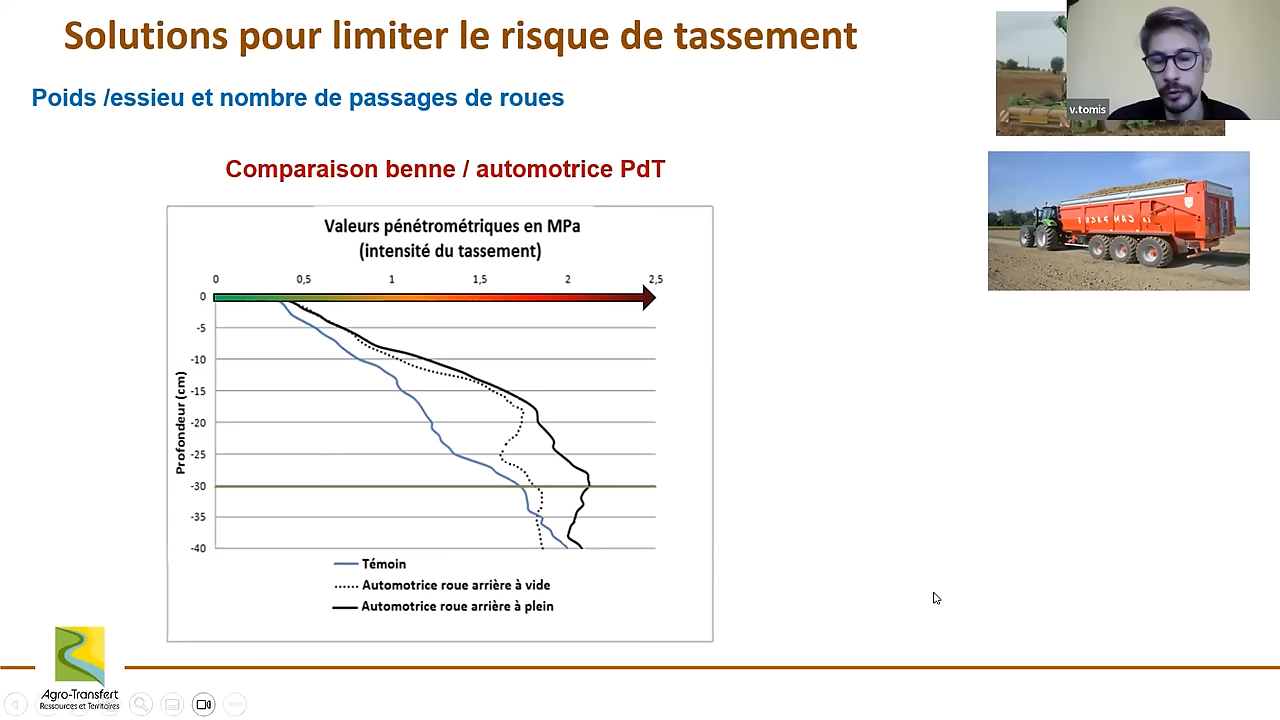 Solutions pour limiter le risque de tassement
Poids /essieu et nombre de passages de roues
v.tomis
Comparaison benne / automotrice PdT
Valeurs pénétrométriques en MPa
(intensité du tassement)
0 0,5 1 1,5 2 2,5
Profondeur (cm)
0
-5
-10
-15
-20
-25
-30
-35
-40
Témoin
Automotrice roue arrière à vide
Automotrice roue arrière à plein
Agro-Transfert
Ressources et Territoires